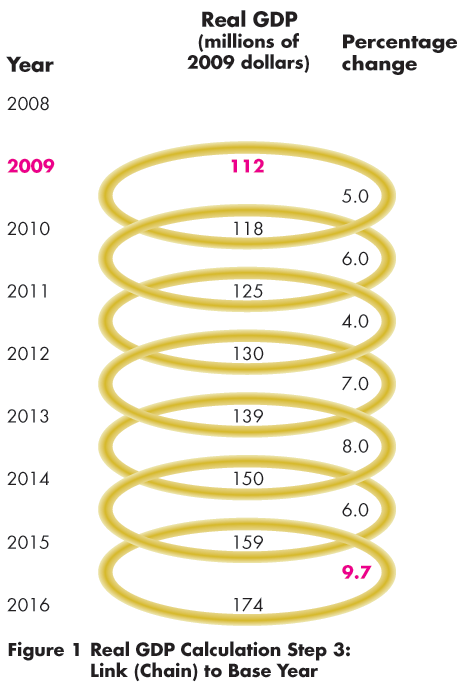 Real GDP
(millions of
2009 dollars)
Percentage
change
Year
2008
2009 112
5.0
2010 118
6.0
2011 125
4.0
2012 130
7.0
2013 139
8.0
2014 150
6.0
2015 159
9.7
2016 174
Figure 1 Real GDP Calculation Step 3:
Link (Chain) to Base Year